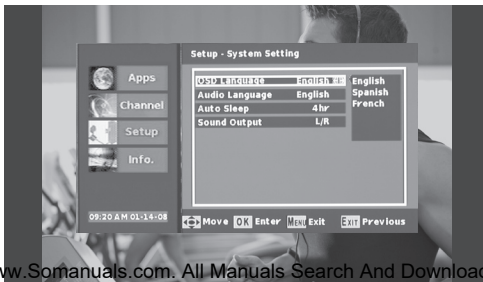 Setup - System Setting
Apps
Channel
Setup
Info.
OSD Language English
Audio Language English
Auto Sleep 4hr
Sound Output L/R
English
Spanish
French
09:20 AM 01-14-08
Move OK Enter MENU Exit EXIT Previous
w.Somanuals.com. All Manuals Search And Download